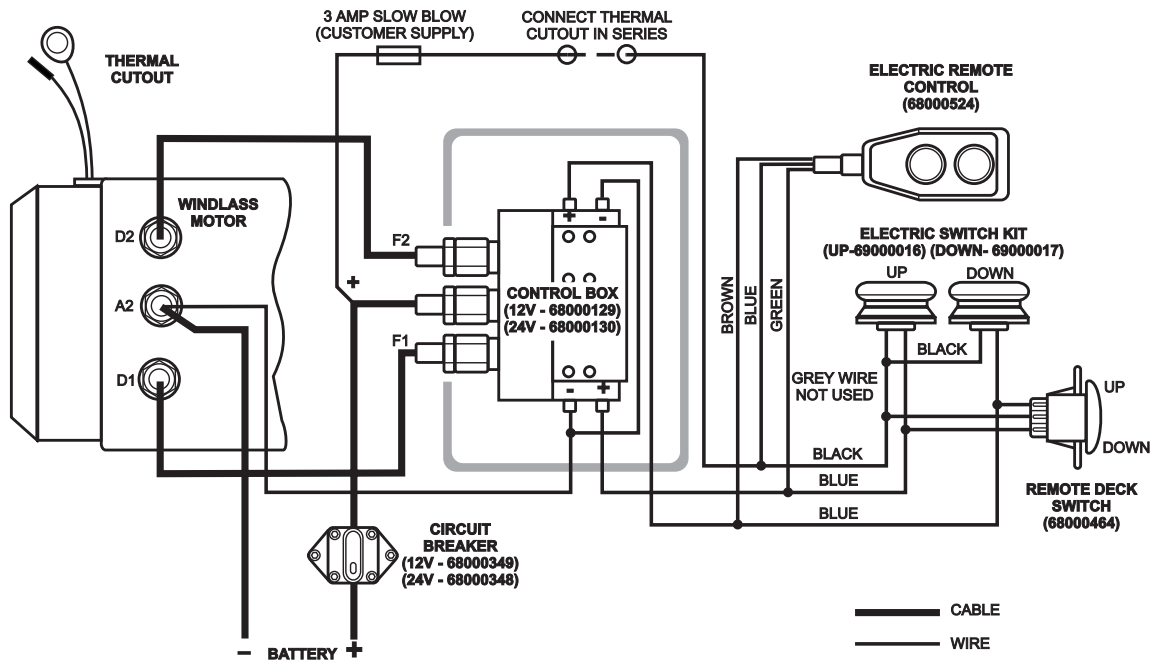 3 AMP SLOW BLOW
(CUSTOMER SUPPLY)
CONNECT THERMAL
CUTOUT IN SERIES
THERMAL
CUTOUT
ELECTRIC REMOTE
CONTROL
(68000524)
WINDLASS
MOTOR
D2
A2
D1
F2
+
F1
+ -
CONTROL BOX
(12V - 68000129)
(24V - 68000130)
- +
BROWN
BLUE
GREEN
ELECTRIC SWITCH KIT
(UP-69000016) (DOWN- 69000017)
UP
DOWN
BLACK
GREY WIRE
NOT USED
UP
DOWN
BLACK
BLUE
BLUE
REMOTE DECK
SWITCH
(68000464)
CIRCUIT
BREAKER
(12V - 68000349)
(24V - 68000348)
- BATTERY +
CABLE
WIRE